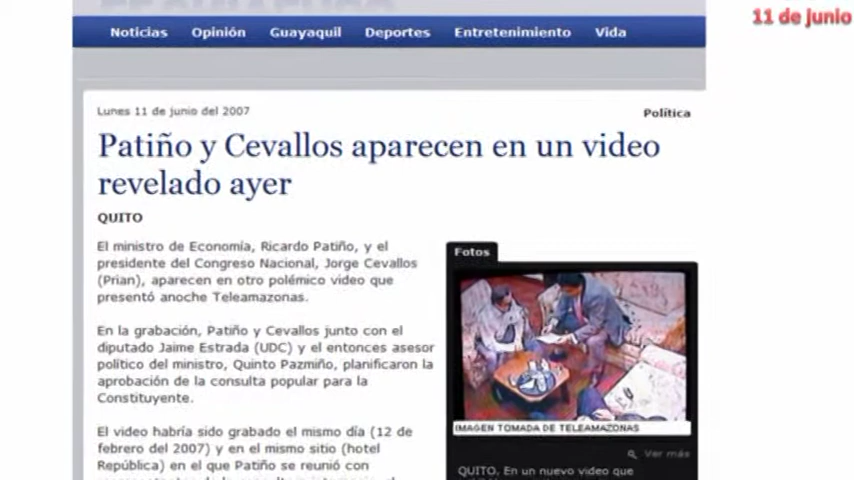 11 de junio
Noticias Opinión Guayaquil Deportes Entretenimiento Vida
Lunes 11 de junio del 2007
Política
Patiño y Cevallos aparecen en un video
revelado ayer
QUITO
El ministro de Economía, Ricardo Patiño, y el
presidente del Congreso Nacional, Jorge Cevallos
(Prian), aparecen en otro polémico video que
presentó anoche Teleamazonas.
En la grabación, Patiño y Cevallos junto con el
diputado Jaime Estrada (UDC) y el entonces asesor
político del ministro, Quinto Pazmiño, planificaron la
aprobación de la consulta popular para la
Constituyente.
El video habría sido grabado el mismo día (12 de
febrero del 2007) y en el mismo sitio (hotel
República) en el que Patiño se reunió con
Fotos
IMAGEN TOMADA DE TELEAMAZONAS
Ver más
QUITO. En un nuevo video que